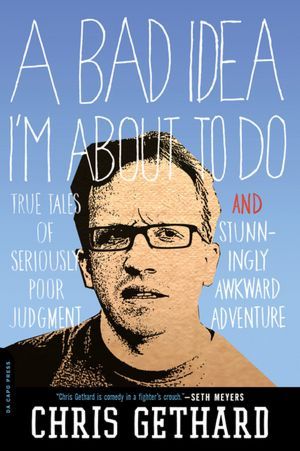 A BAD IDEA
I'M ABOUT TO DO
TRUE TALES
OF
SERIOUSLY
POOR
JUDGMENT
AND
STUNN-
INGLY
AWKWARD
ADVENTURE
DA CAPO PRESS
"Chris Gethard is comedy in a fighter's crouch." —SETH MEYERS
CHRIS GETHARD